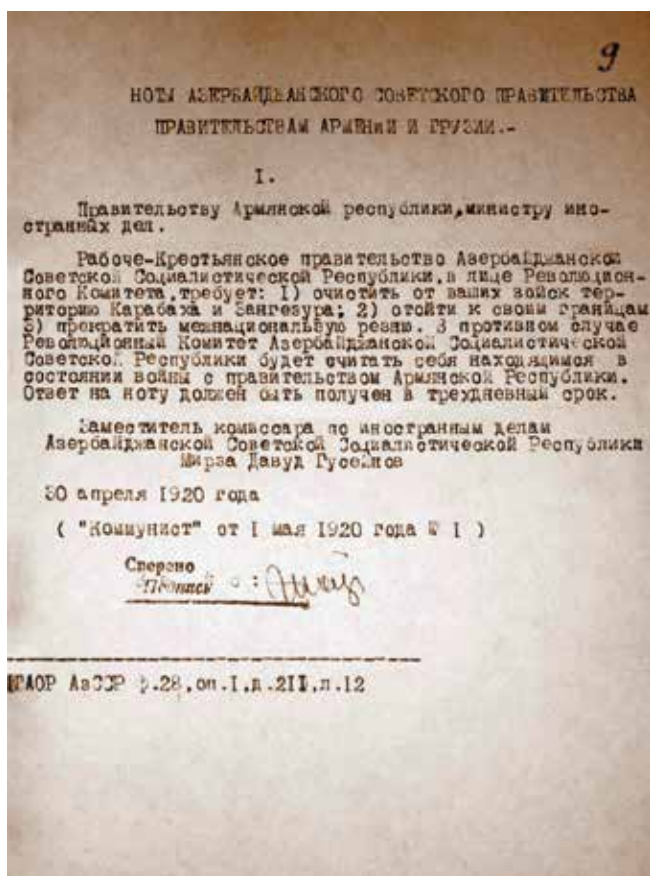 9
НОТЫ АЗЕРБАЙДЖАНСКОГО СОВЕТСКОГО ПРАВИТЕЛЬСТВА
ПРАВИТЕЛЬСТВАМ АРМЕНИИ И ГРУЗИИ.-
I.
Правительству Армянской республики,министру ино-
странных дел.
Рабоче-Крестьянское правительство Азербайджанской
Советской Социалистической Республики,в лице Революцион-
ного Комитета,требует: 1) очистить от ваших войск тер-
риторию Карабаха и Зангезура; 2) отойти к своим границам
3) прократить межнациональную резню. В противном случае
Революционный Комитет Азербайджанской Социалистической
Советской Республики будет считать себя находящимся в
состоянии войны с правительством Армянской Республики.
Ответ на ноту должен быть получен в трехдневный срок.
Заместитель комиссара по иностранным делам
Азербайджанской Советской Социалистической Республики
Мирза Давуд Гусейнов
30 апреля 1920 года
( "Коммунист" от I мая 1920 года № I )
Сверено
Подпись :
ЦГАОР АзССР ф.28,оп.I,д.2II,л.12